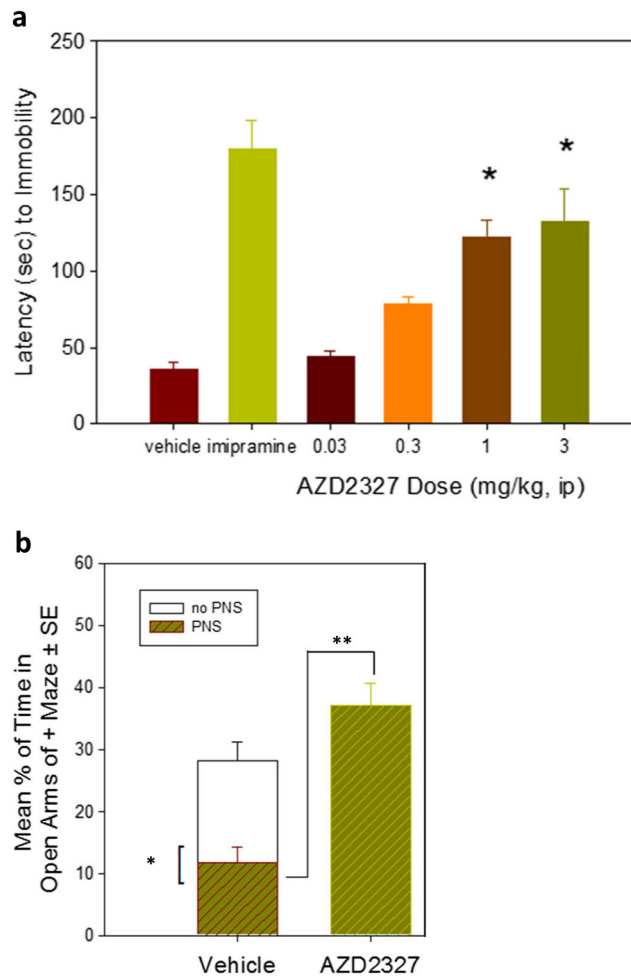 a
250
200
150
100
50
0
Latency (sec) to Immobility
* *
vehicle imipramine 0.03 0.3 1 3
AZD2327 Dose (mg/kg, ip)
b
60
50
40
30
20
10
0
Mean % of Time in
Open Arms of + Maze ± SE
no PNS
PNS
**
*
Vehicle AZD2327